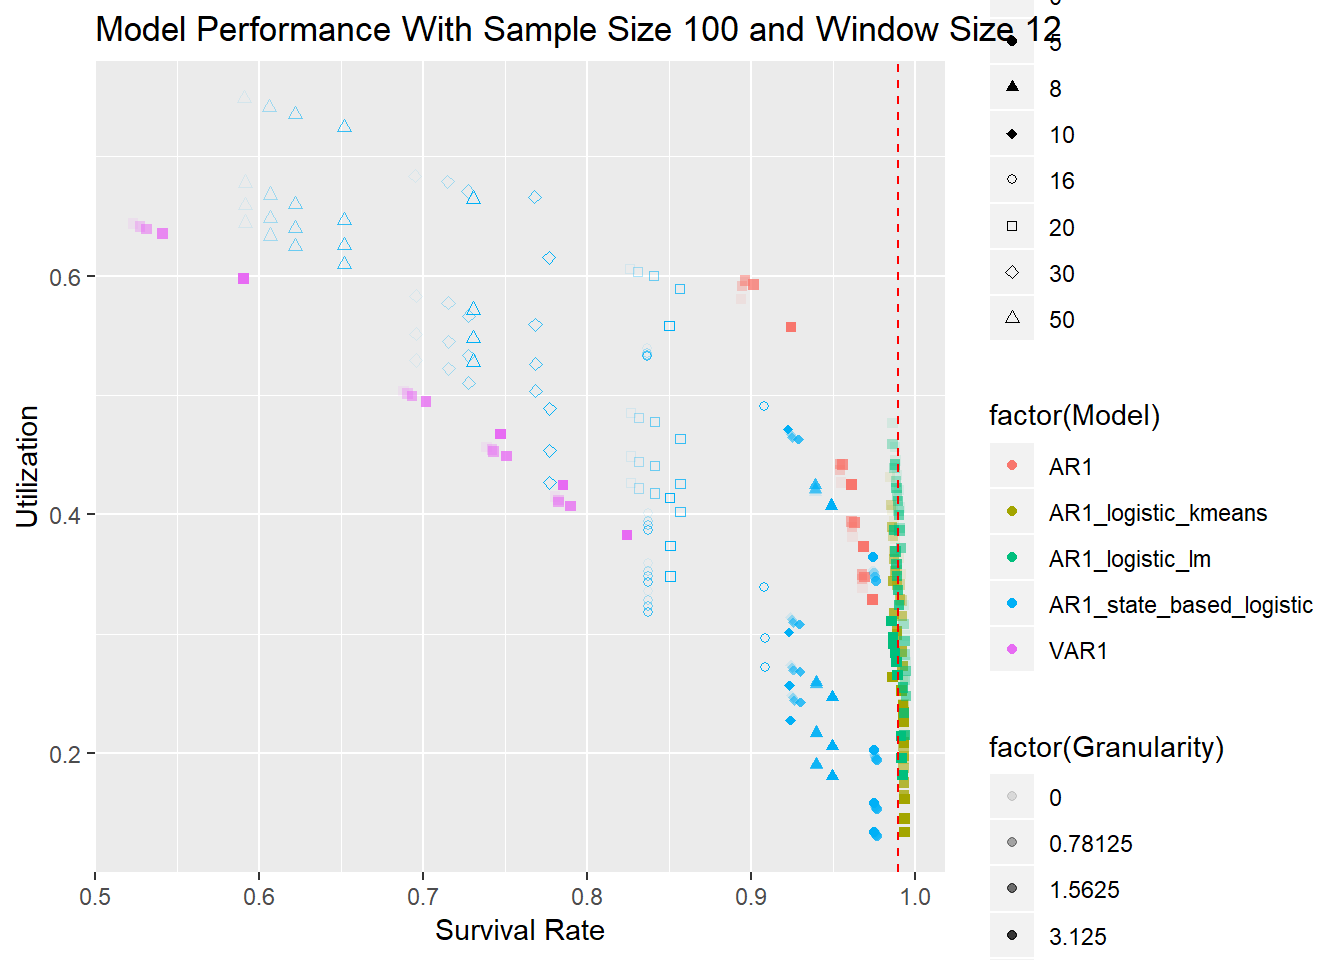 Model Performance With Sample Size 100 and Window Size 12
5
8
10
16
20
30
50
factor(Model)
AR1
AR1_logistic_kmeans
AR1_logistic_lm
AR1_state_based_logistic
VAR1
factor(Granularity)
0
0.78125
1.5625
3.125
Utilization
0.6
0.4
0.2
0.5 0.6 0.7 0.8 0.9 1.0
Survival Rate